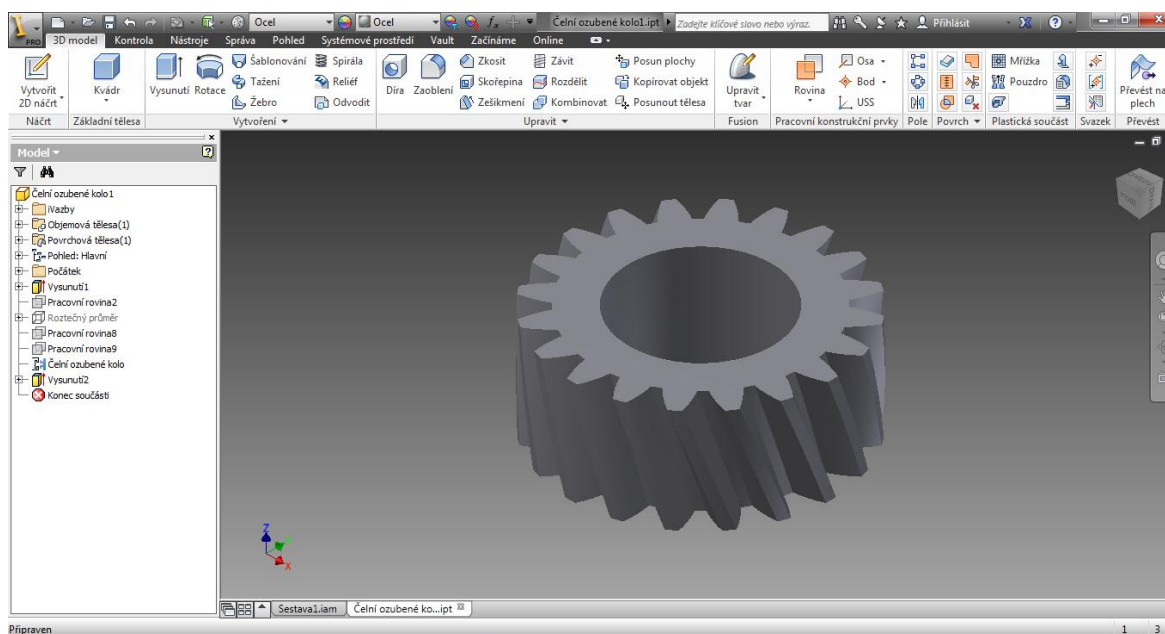 PRO
Ocel
Ocel
Čelní ozubené kolo1.ipt
Zadejte klíčové slovo nebo výraz.
Přihlásit
3D model Kontrola Nástroje Správa Pohled Systémové prostředí Vault Začínáme Online
Vytvořit
2D náčrt
Kvádr
Vysunutí Rotace
Šablonování Spirála
Tažení Reliéf
Žebro Odvodit
Díra Zaoblení
Zkosit Závit Posun plochy
Skořepina Rozdělit Kopírovat objekt
Zešikmení Kombinovat Posunout tělesa
Upravit
tvar
Rovina
Osa
Bod
USS
Mřížka
Pouzdro
Převést na
plech
Náčrt Základní tělesa Vytvoření Upravit Fusion Pracovní konstrukční prvky Pole Povrch Plastická součást Svazek Převést
Model
Čelní ozubené kolo1
iVazby
Objemová tělesa(1)
Povrchová tělesa(1)
Pohled: Hlavní
Počátek
Vysunutí1
Pracovní rovina2
Roztečný průměr
Pracovní rovina8
Pracovní rovina9
Čelní ozubené kolo
Vysunutí2
Konec součásti
Z
X
Sestava1.iam Čelní ozubené ko...ipt
Připraven 1 3